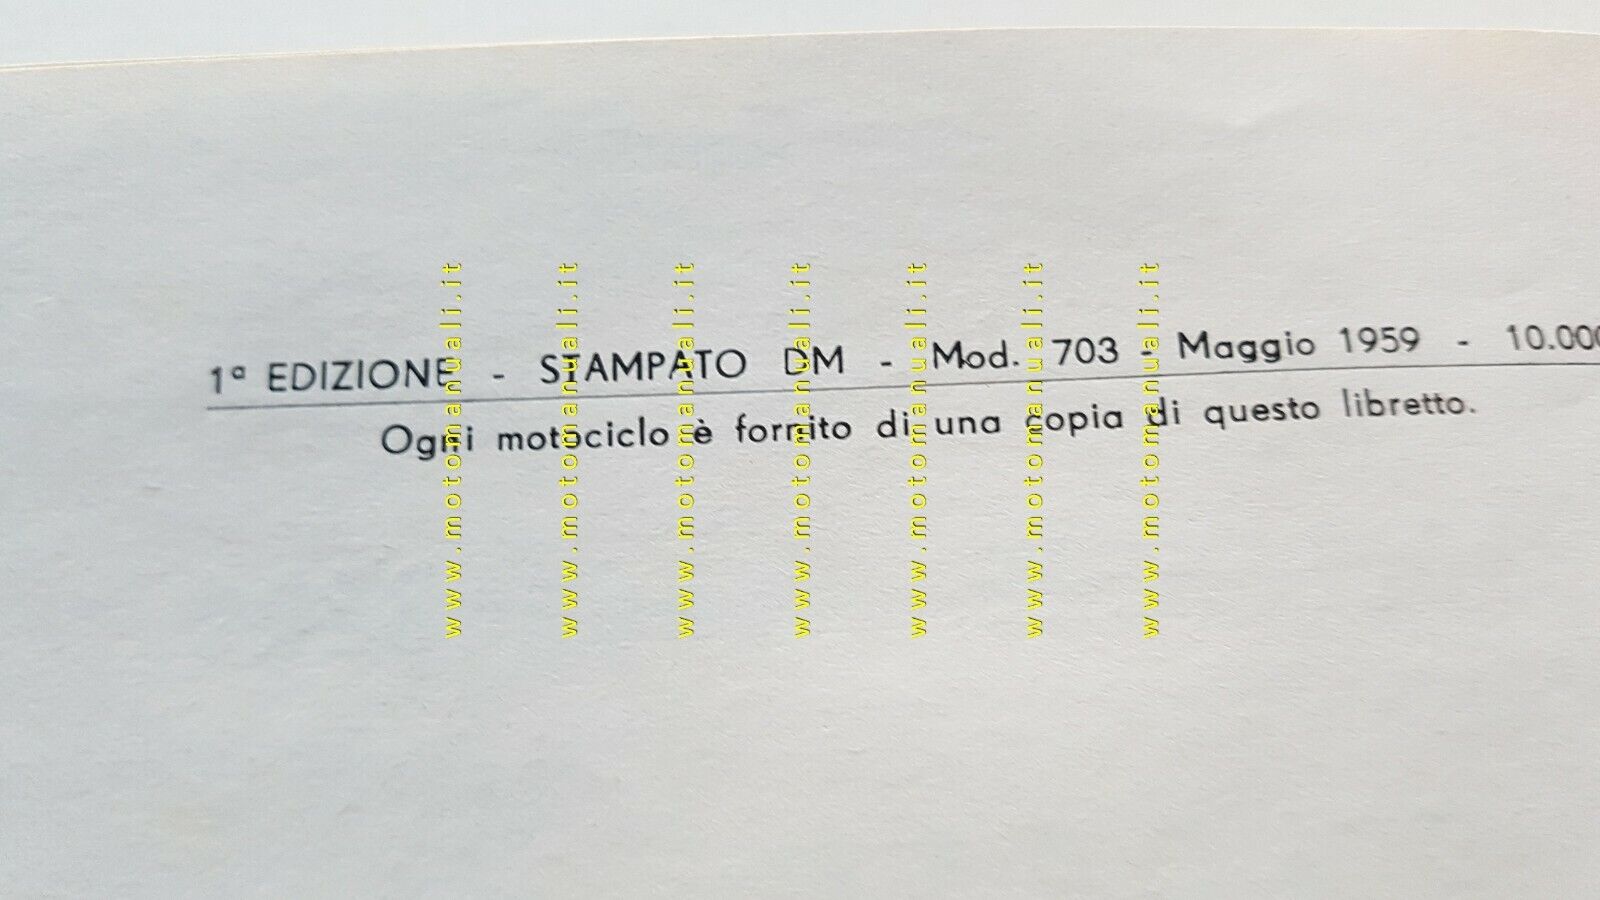 1ª EDIZIONE - STAMPATO DM - Mod. 703 - Maggio 1959 - 10.000
Ogni motociclo è fornito di una copia di questo libretto.
www.motomanuali.it
www.motomanuali.it
www.motomanuali.it
www.motomanuali.it
www.motomanuali.it
www.motomanuali.it
www.motomanuali.it